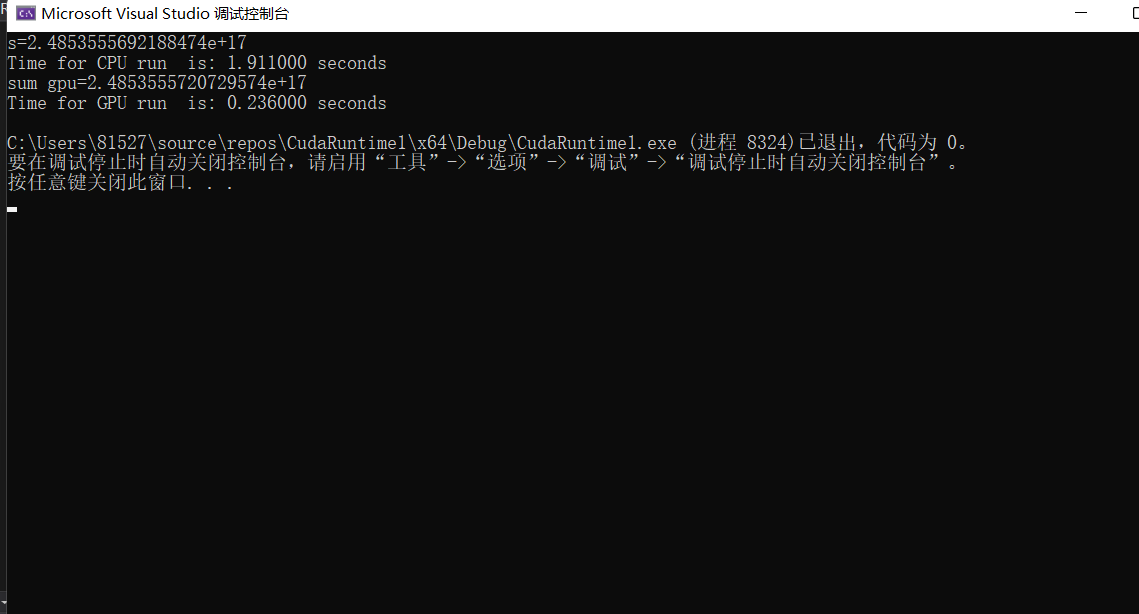 Microsoft Visual Studio 调试控制台
s=2.4853555692188474e+17
Time for CPU run  is: 1.911000 seconds
sum gpu=2.4853555720729574e+17
Time for GPU run  is: 0.236000 seconds
C:\Users\81527\source\repos\CudaRuntime1\x64\Debug\CudaRuntime1.exe (进程 8324)已退出，代码为 0。
要在调试停止时自动关闭控制台，请启用“工具”->“选项”->“调试”->“调试停止时自动关闭控制台”。
按任意键关闭此窗口. . .